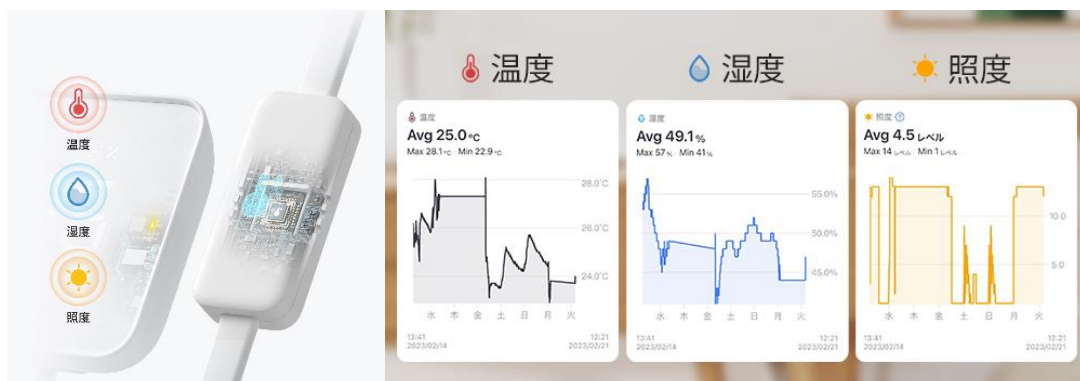 温度
湿度
照度
温度
湿度
照度
温度
Avg 25.0°C
Max 28.1°C Min 22.9°C
28.0°C
26.0°C
24.0°C
水 木 金 土 日 月 火
13:41
2023/02/14
12:21
2023/02/21
湿度
Avg 49.1%
Max 57% Min 41%
55.0%
50.0%
45.0%
水 木 金 土 日 月 火
13:41
2023/02/14
12:21
2023/02/21
照度 ?
Avg 4.5 レベル
Max 14 レベル Min 1 レベル
10.0
5.0
水 木 金 土 日 月 火
13:41
2023/02/14
12:21
2023/02/21